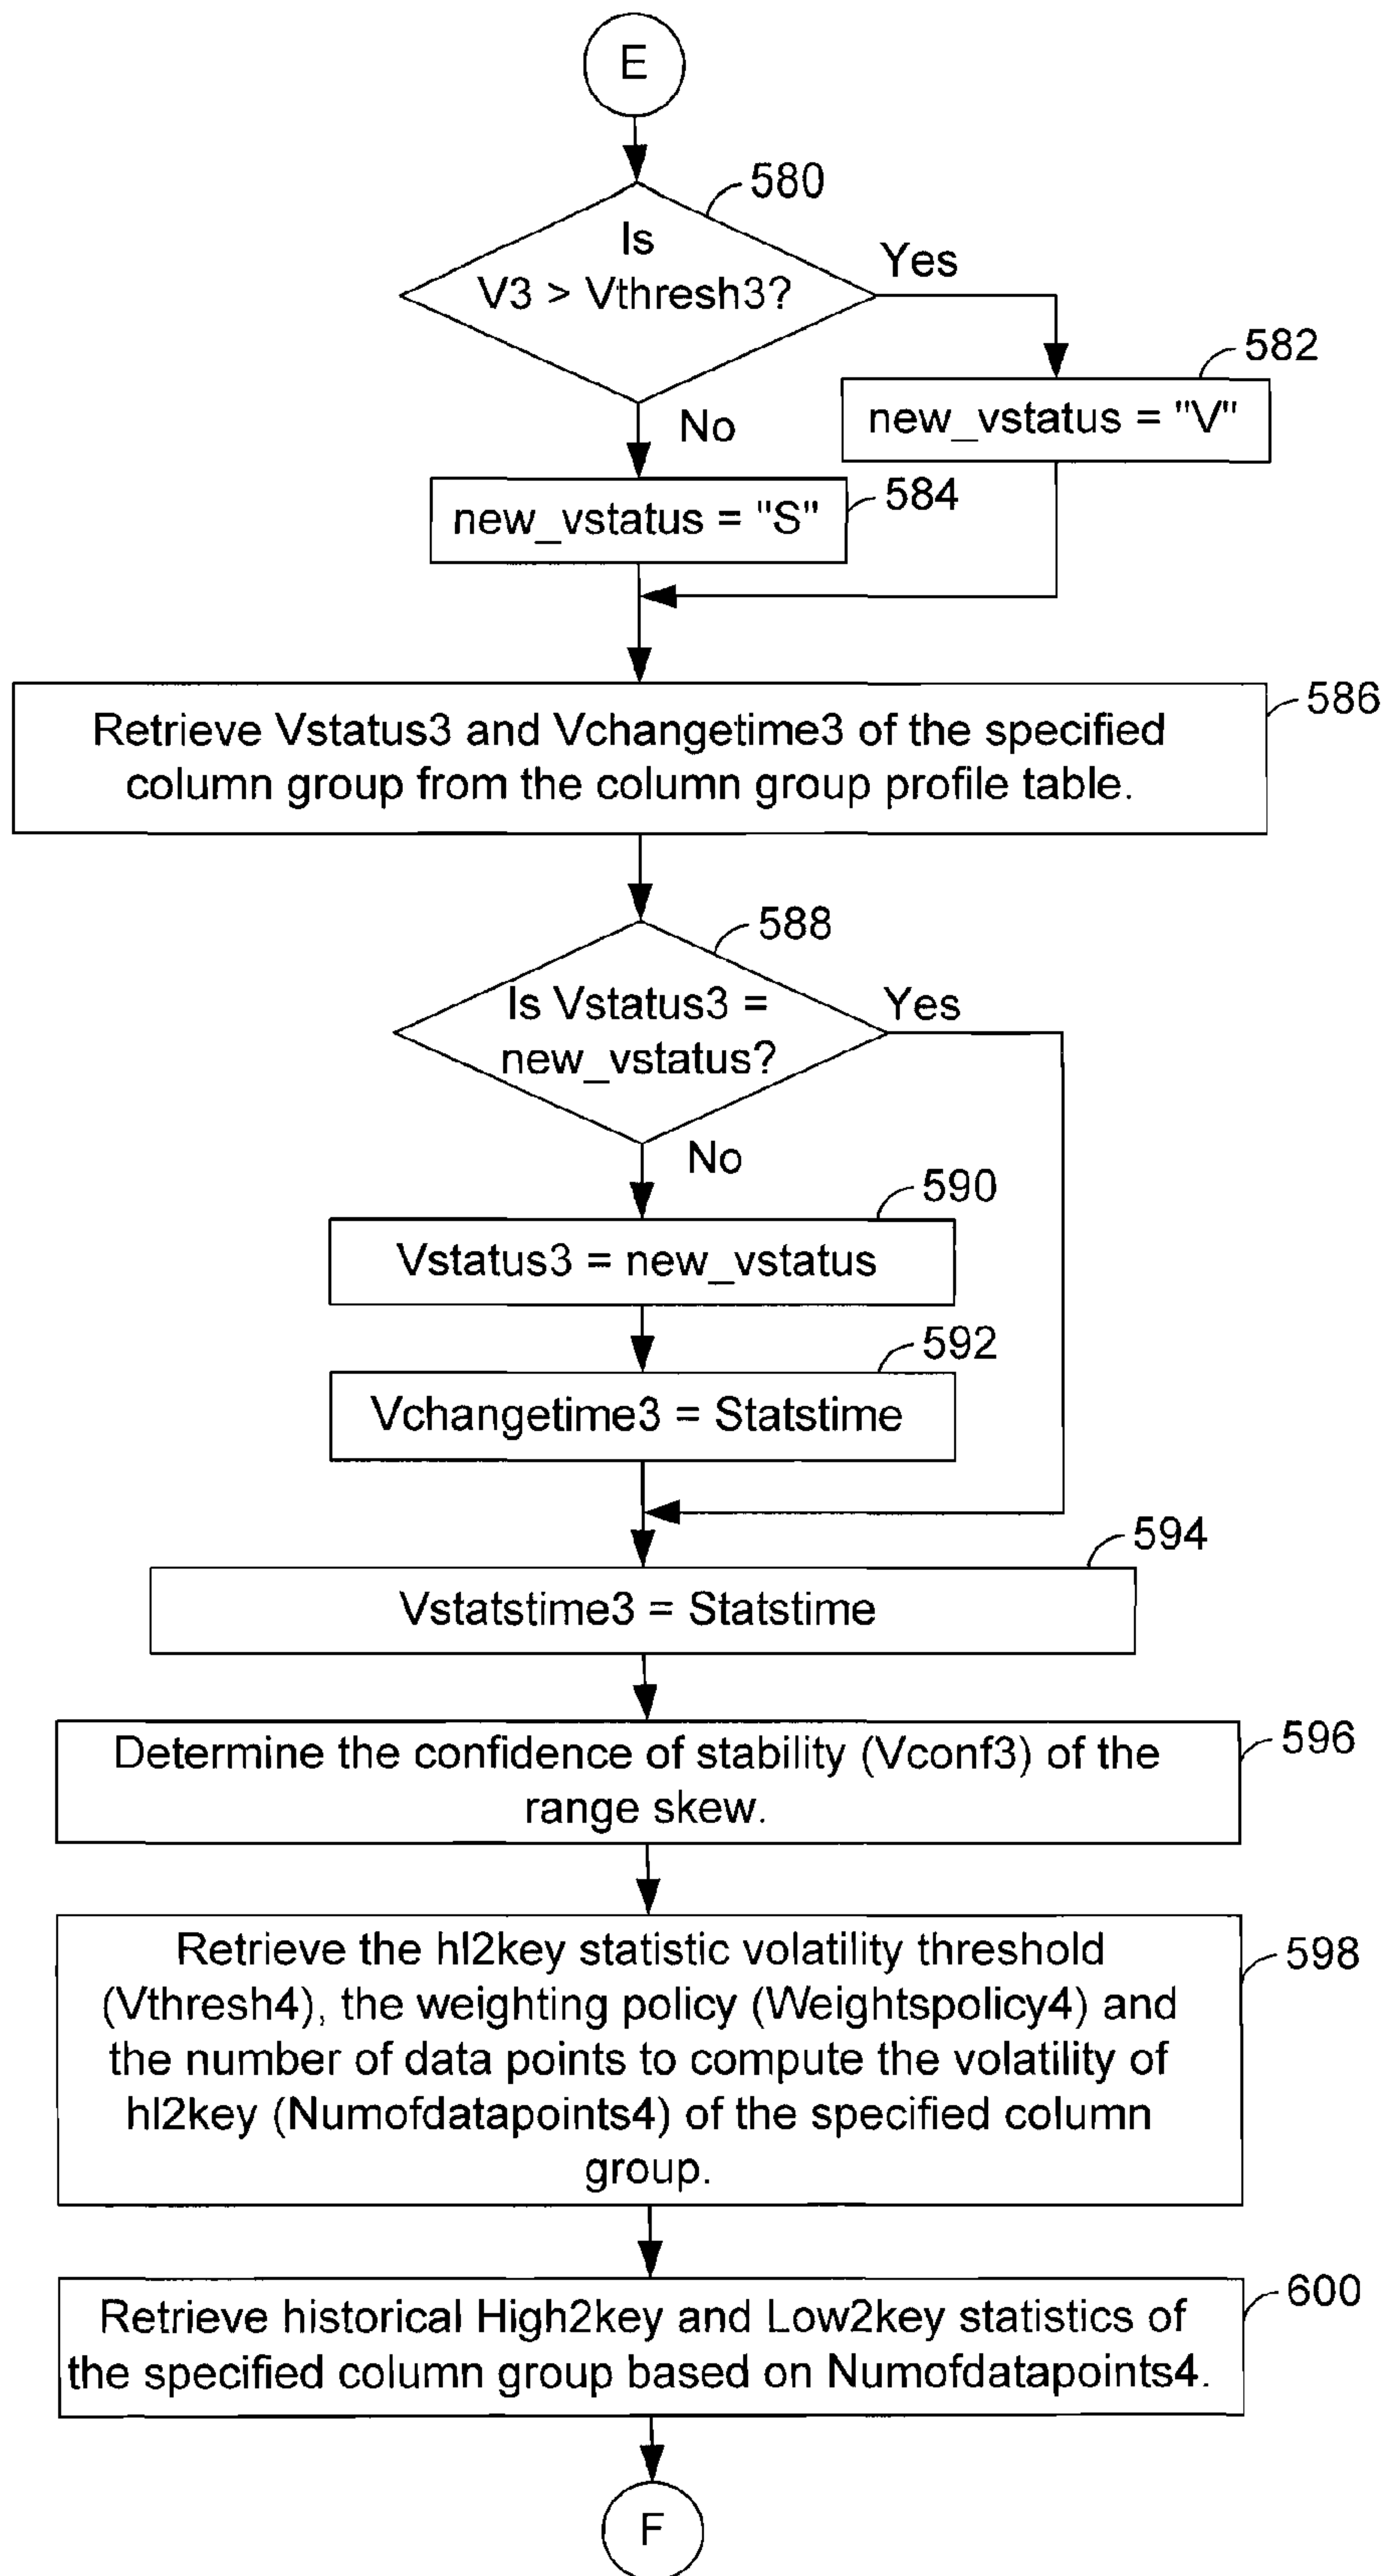 E
580
Is
V3 > Vthresh3?
Yes
582
new_vstatus = "V"
No
584
new_vstatus = "S"
586
Retrieve Vstatus3 and Vchangetime3 of the specified
column group from the column group profile table.
588
Is Vstatus3 =
new_vstatus?
Yes
No
590
Vstatus3 = new_vstatus
592
Vchangetime3 = Statstime
594
Vstatstime3 = Statstime
596
Determine the confidence of stability (Vconf3) of the
range skew.
598
Retrieve the hl2key statistic volatility threshold
(Vthresh4), the weighting policy (Weightspolicy4) and
the number of data points to compute the volatility of
hl2key (Numofdatapoints4) of the specified column
group.
600
Retrieve historical High2key and Low2key statistics of
the specified column group based on Numofdatapoints4.
F